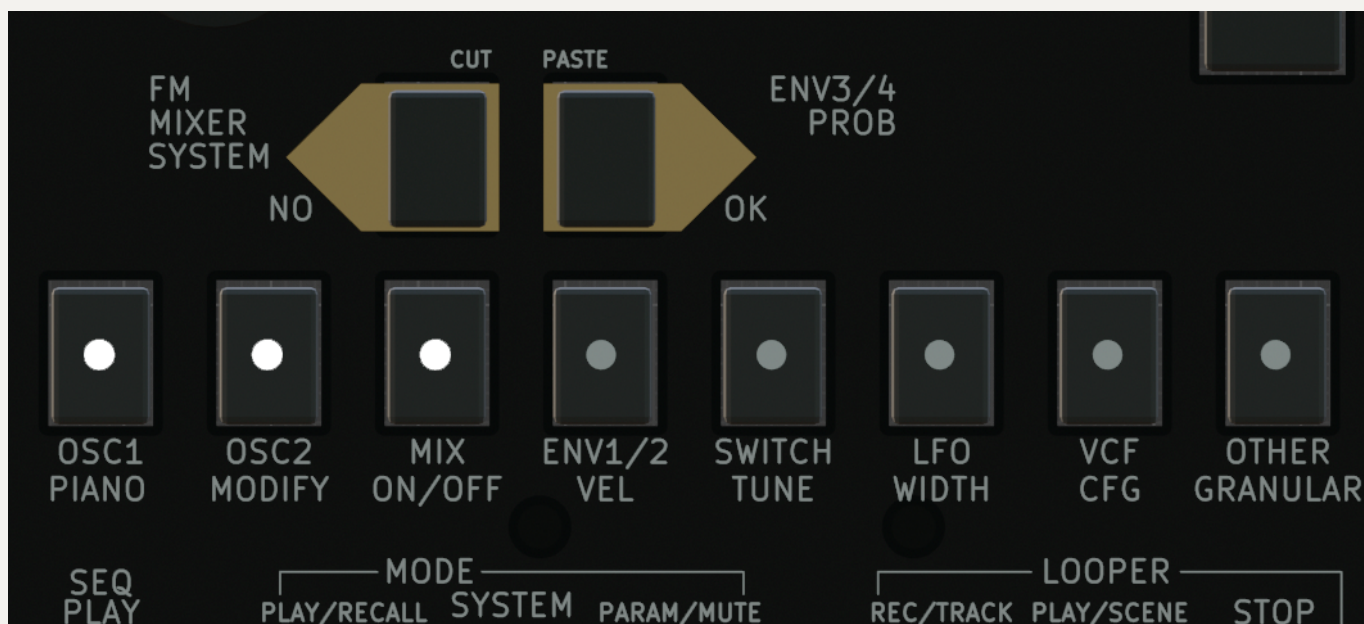 CUT PASTE
FM
MIXER
SYSTEM
ENV3/4
PROB
NO
OK
OSC1 OSC2 MIX ENV1/2 SWITCH LFO VCF OTHER
PIANO MODIFY ON/OFF VEL TUNE WIDTH CFG GRANULAR
MODE LOOPER
SEQ
PLAY
PLAY/RECALL SYSTEM PARAM/MUTE REC/TRACK PLAY/SCENE STOP